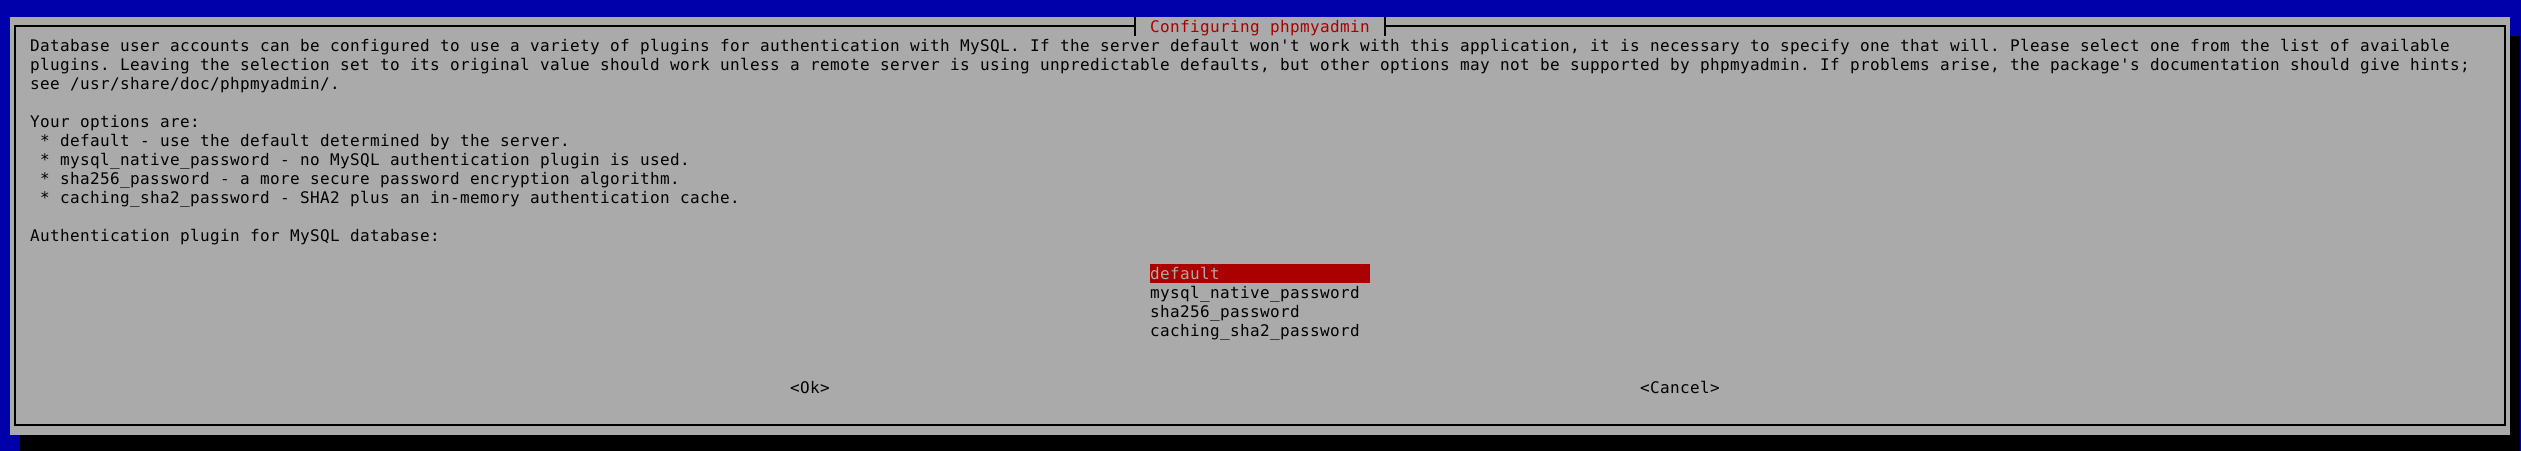 Configuring phpmyadmin
Database user accounts can be configured to use a variety of plugins for authentication with MySQL. If the server default won't work with this application, it is necessary to specify one that will. Please select one from the list of available
plugins. Leaving the selection set to its original value should work unless a remote server is using unpredictable defaults, but other options may not be supported by phpmyadmin. If problems arise, the package's documentation should give hints;
see /usr/share/doc/phpmyadmin/.
Your options are:
* default - use the default determined by the server.
* mysql_native_password - no MySQL authentication plugin is used.
* sha256_password - a more secure password encryption algorithm.
* caching_sha2_password - SHA2 plus an in-memory authentication cache.
Authentication plugin for MySQL database:
default
mysql_native_password
sha256_password
caching_sha2_password
<Ok> <Cancel>